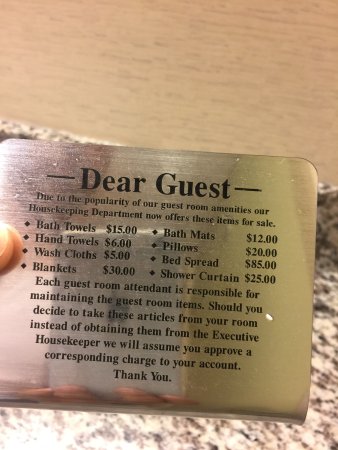 — Dear Guest —
Due to the popularity of our guest room amenities our
Housekeeping Department now offers these items for sale.
◆ Bath Towels $15.00 ◆ Bath Mats $12.00
◆ Hand Towels $6.00 ◆ Pillows $20.00
◆ Wash Cloths $5.00 ◆ Bed Spread $85.00
◆ Blankets $30.00 ◆ Shower Curtain $25.00
Each guest room attendant is responsible for
maintaining the guest room items. Should you
decide to take these articles from your room
instead of obtaining them from the Executive
Housekeeper we will assume you approve a
corresponding charge to your account.
Thank You.